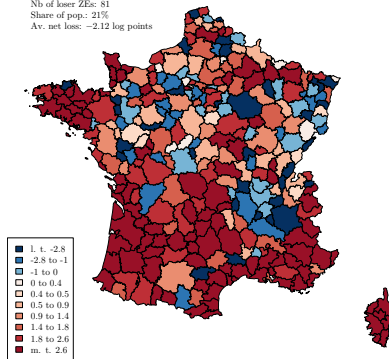 Nb of loser ZEs: 81
Share of pop.: 21%
Av. net loss: −2.12 log points
l. t. -2.8
-2.8 to -1
-1 to 0
0 to 0.4
0.4 to 0.5
0.5 to 0.9
0.9 to 1.4
1.4 to 1.8
1.8 to 2.6
m. t. 2.6